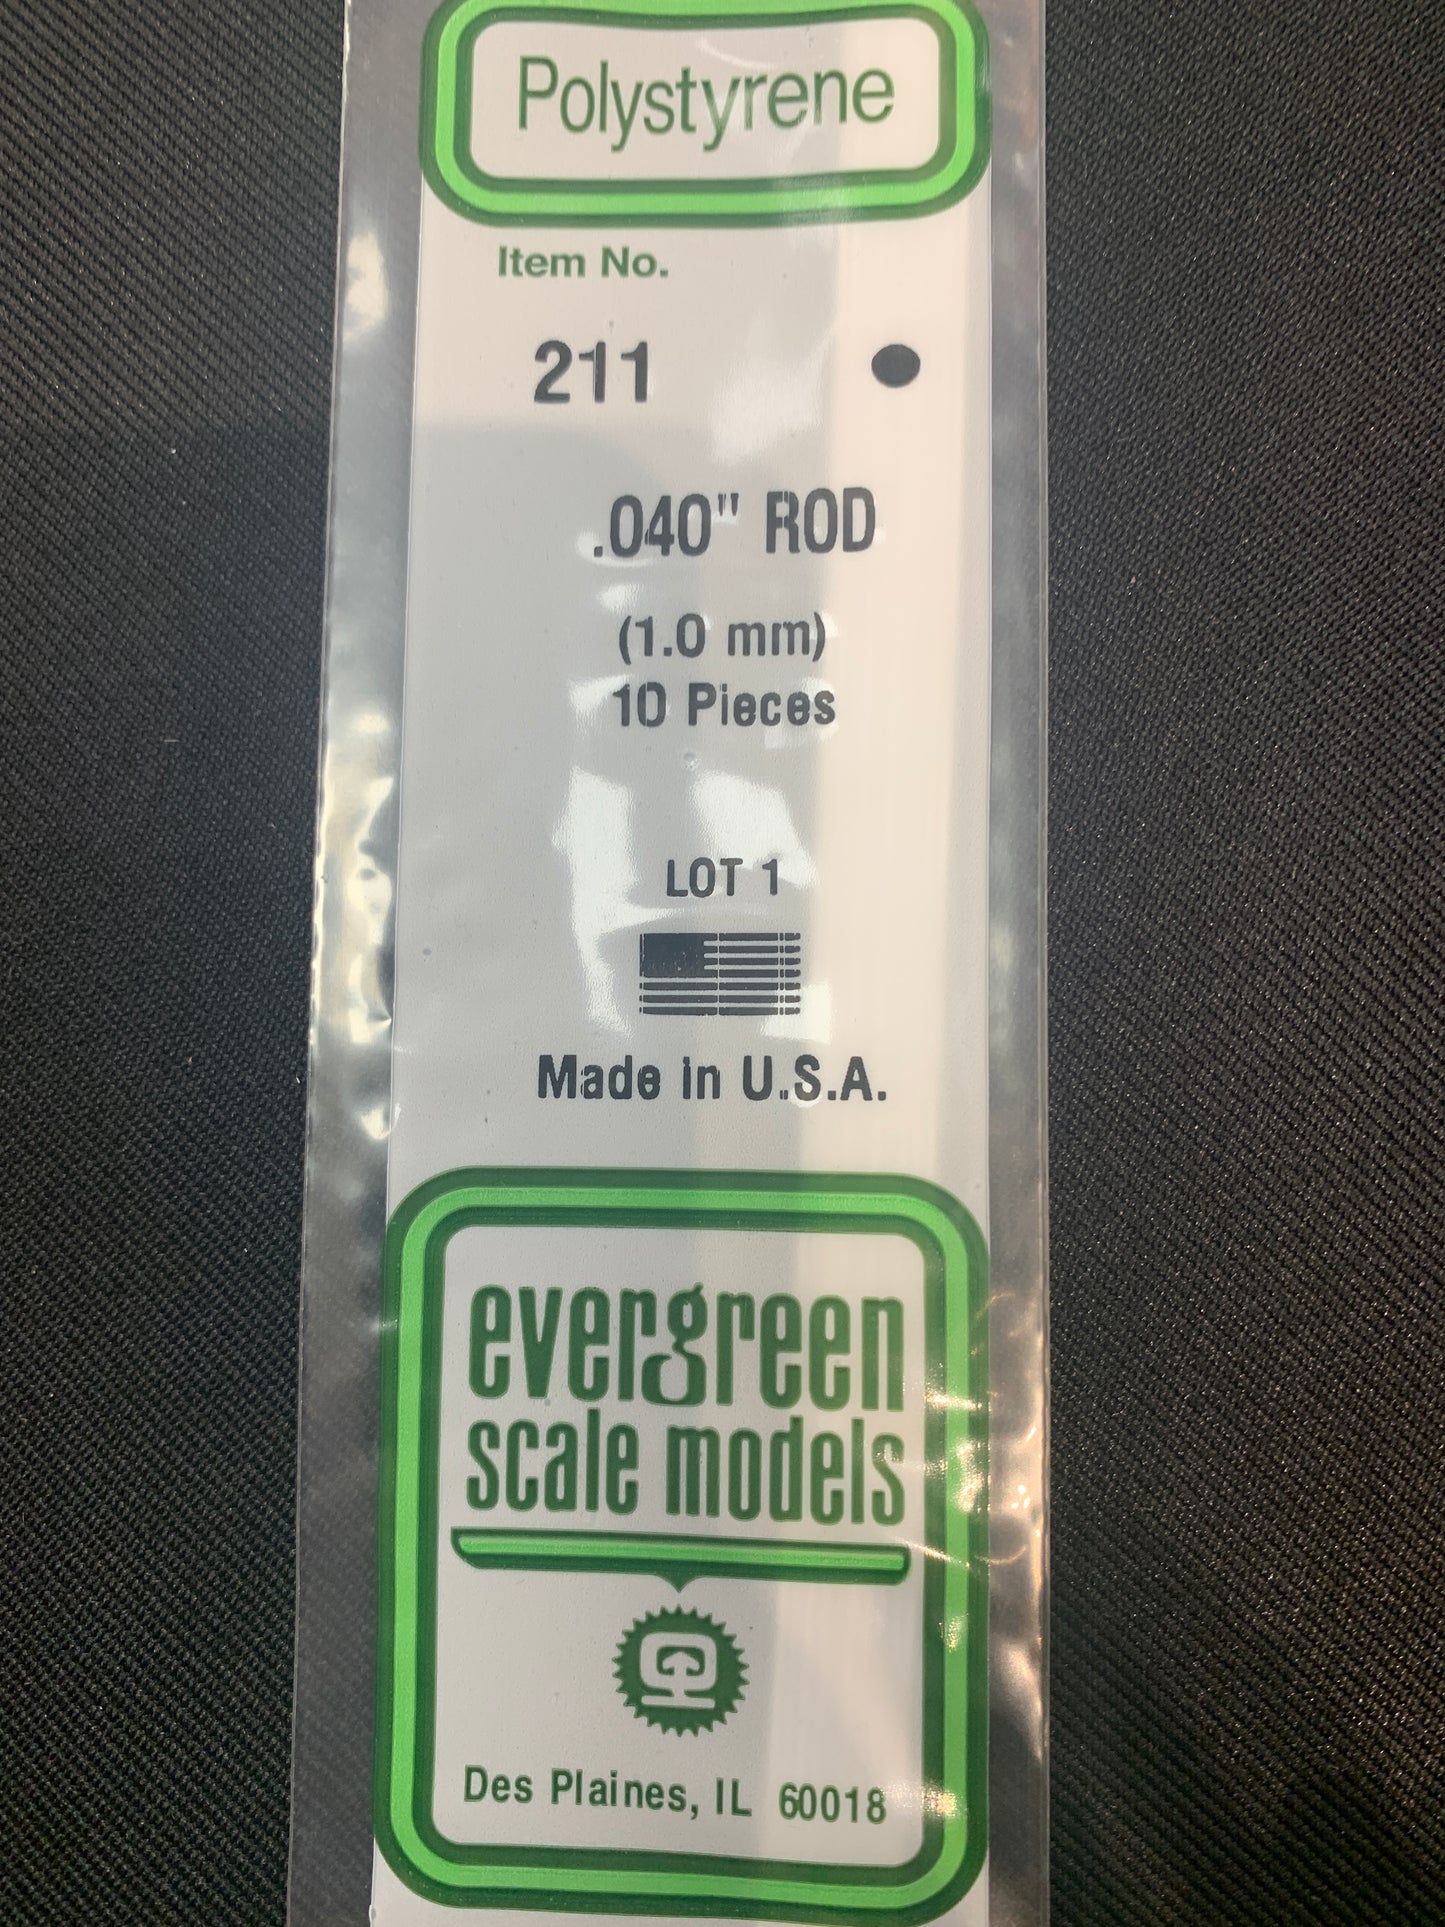 Polystyrene
Item No.
211
.040" ROD
(1.0 mm)
10 Pieces
LOT 1
Made in U.S.A.
evergreen
scale models
Des Plaines, IL 60018